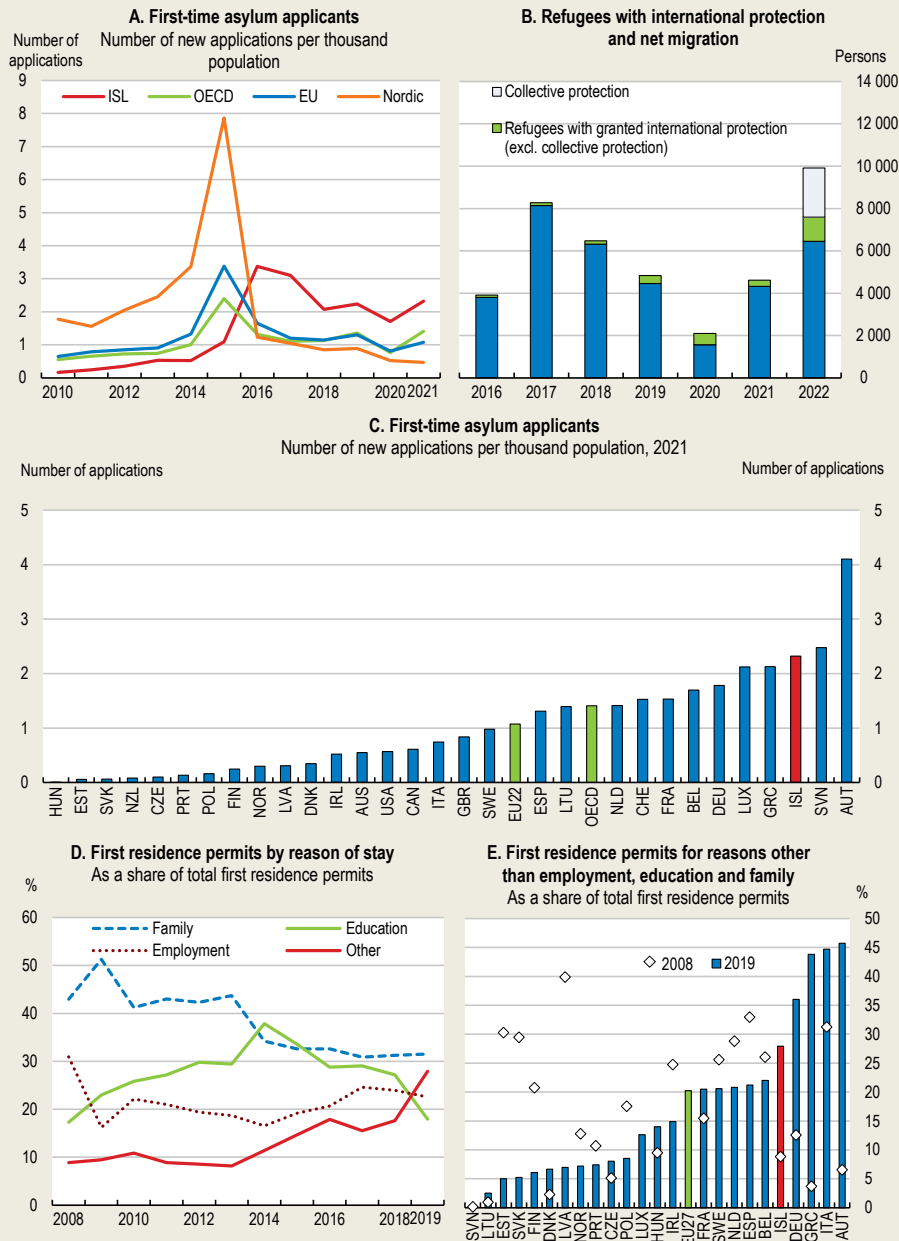 A. First-time asylum applicants
Number of new applications per thousand
population
Number of
applications
9
8
7
6
5
4
3
2
1
0
ISL OECD EU Nordic
2010 2012 2014 2016 2018 2020 2021
B. Refugees with international protection
and net migration
Persons
14 000
12 000
10 000
8 000
6 000
4 000
2 000
0
Collective protection
Refugees with granted international protection
(excl. collective protection)
2016 2017 2018 2019 2020 2021 2022
C. First-time asylum applicants
Number of new applications per thousand population, 2021
Number of applications
Number of applications
5
4
3
2
1
0
5
4
3
2
1
0
HUN EST SVK NZL CZE PRT POL FIN NOR LVA DNK IRL AUS USA CAN ITA GBR SWE EU22 ESP LTU OECD NLD CHE FRA BEL DEU LUX GRC ISL SVN AUT
D. First residence permits by reason of stay
As a share of total first residence permits
%
60
50
40
30
20
10
0
Family Education
Employment Other
2008 2010 2012 2014 2016 2018 2019
E. First residence permits for reasons other
than employment, education and family
As a share of total first residence permits
%
50
45
40
35
30
25
20
15
10
5
0
2008 2019
SVN LTU EST SVK FIN DNK LVA NOR PRT CZE POL LUX HUN IRL EU27 FRA SWE NLD ESP BEL ISL DEU GRC ITA AUT